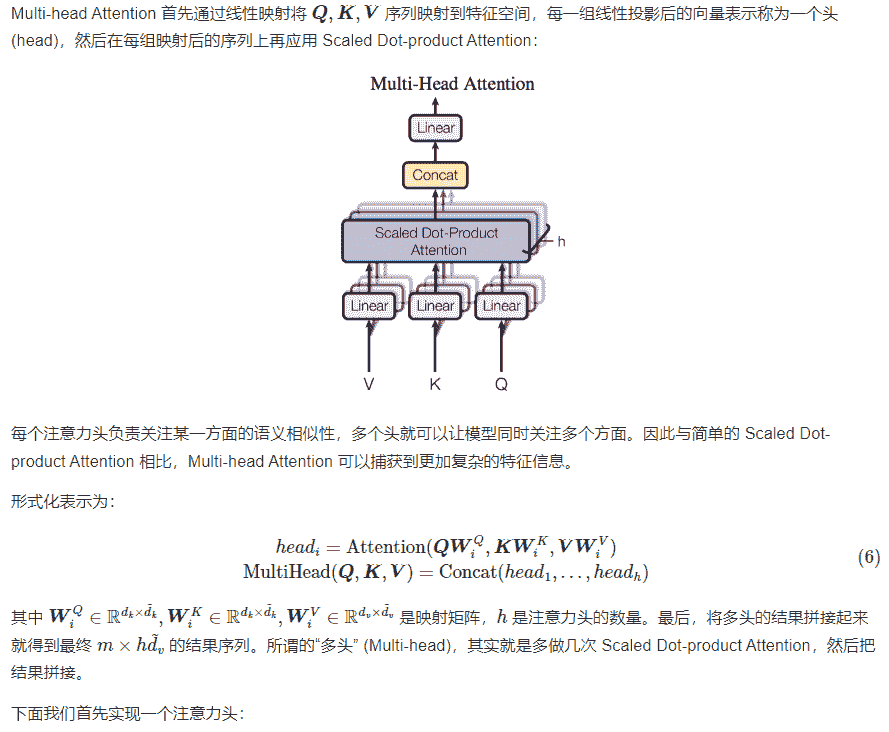 Multi-head Attention 首先通过线性映射将 Q, K, V 序列映射到特征空间，每一组线性投影后的向量表示称为一个头
(head)，然后在每组映射后的序列上再应用 Scaled Dot-product Attention：
Multi-Head Attention
Linear
Concat
Scaled Dot-Product
Attention
h
Linear Linear Linear
V K Q
每个注意力头负责关注某一方面的语义相似性，多个头就可以让模型同时关注多个方面。因此与简单的 Scaled Dot-
product Attention 相比，Multi-head Attention 可以捕获到更加复杂的特征信息。
形式化表示为：
head_i = Attention(QW_i^Q, KW_i^K, VW_i^V)
MultiHead(Q, K, V) = Concat(head_1, ..., head_h)
(6)
其中 W_i^Q ∈ ℝ^{d_k×d̃_k}, W_i^K ∈ ℝ^{d_k×d̃_k}, W_i^V ∈ ℝ^{d_v×d̃_v} 是映射矩阵，h 是注意力头的数量。最后，将多头的结果拼接起来
就得到最终 m × hd̃_v 的结果序列。所谓的“多头” (Multi-head)，其实就是多做几次 Scaled Dot-product Attention，然后把
结果拼接。
下面我们首先实现一个注意力头：